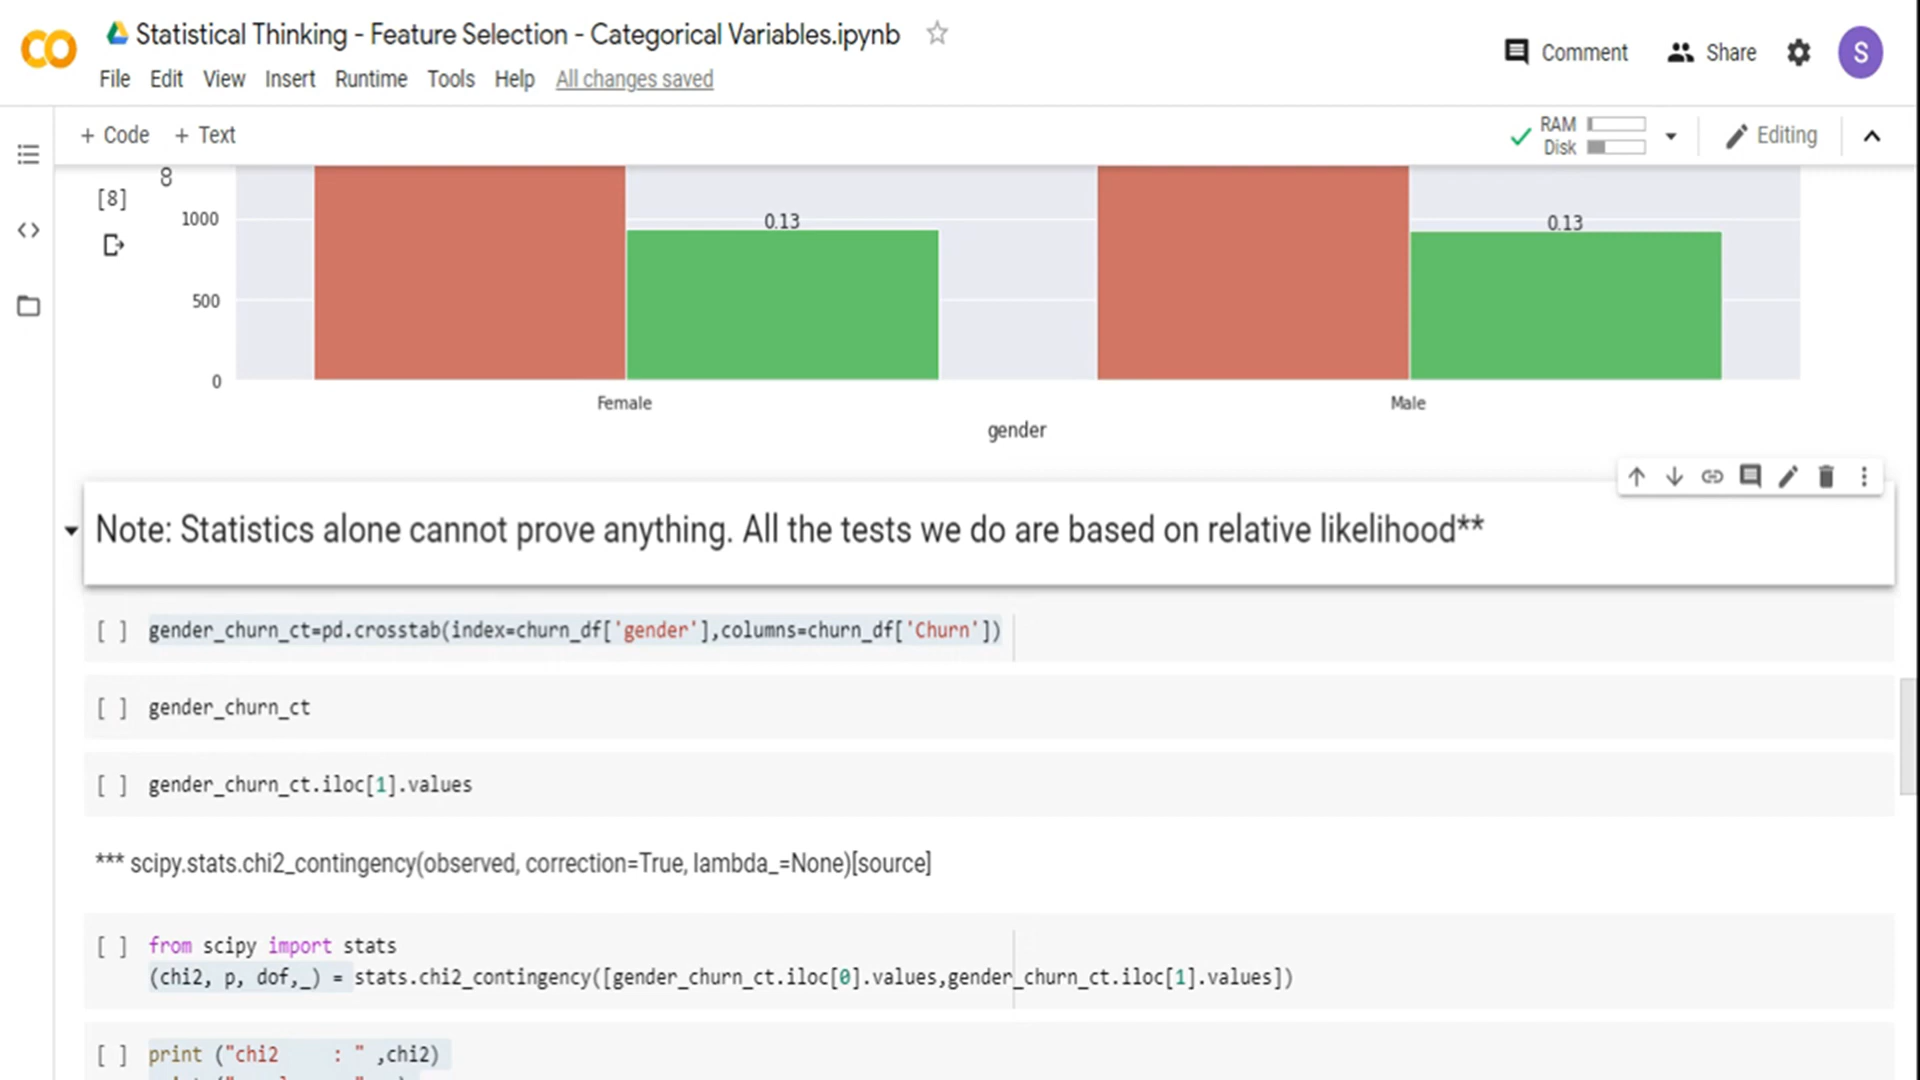 Statistical Thinking - Feature Selection - Categorical Variables.ipynb
File Edit View Insert Runtime Tools Help All changes saved
Comment Share S
+ Code + Text
RAM
Disk
Editing
[8]
1000
500
0
0.13
0.13
Female Male
gender
Note: Statistics alone cannot prove anything. All the tests we do are based on relative likelihood**
[ ] gender_churn_ct=pd.crosstab(index=churn_df['gender'],columns=churn_df['Churn'])
[ ] gender_churn_ct
[ ] gender_churn_ct.iloc[1].values
*** scipy.stats.chi2_contingency(observed, correction=True, lambda_=None)[source]
[ ] from scipy import stats
(chi2, p, dof,_) = stats.chi2_contingency([gender_churn_ct.iloc[0].values,gender_churn_ct.iloc[1].values])
[ ] print ("chi2 : " ,chi2)